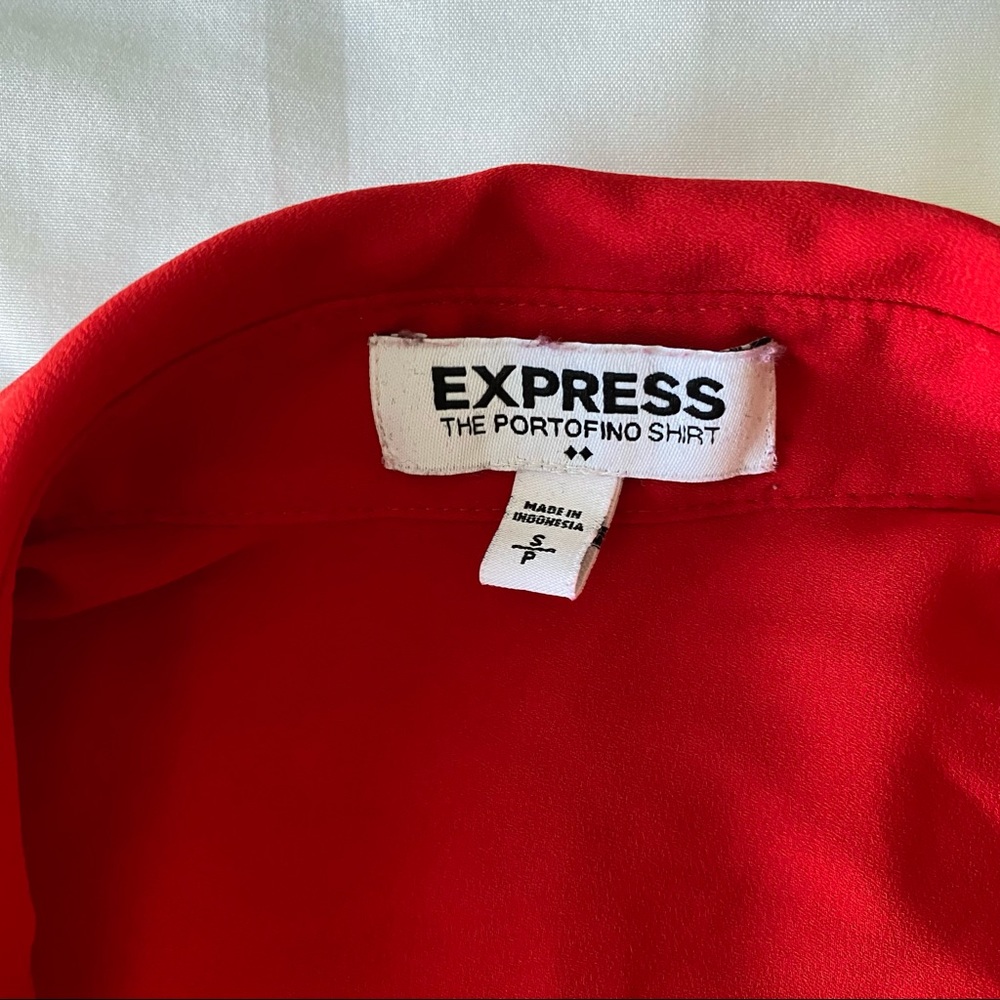 EXPRESS
THE PORTOFINO SHIRT
MADE IN
INDONESIA
S
P